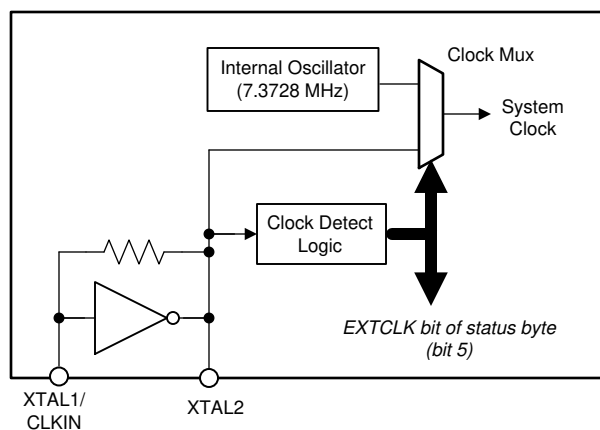 Clock Mux
Internal Oscillator
(7.3728 MHz)
System
Clock
Clock Detect
Logic
EXTCLK bit of status byte
(bit 5)
XTAL1/
CLKIN
XTAL2